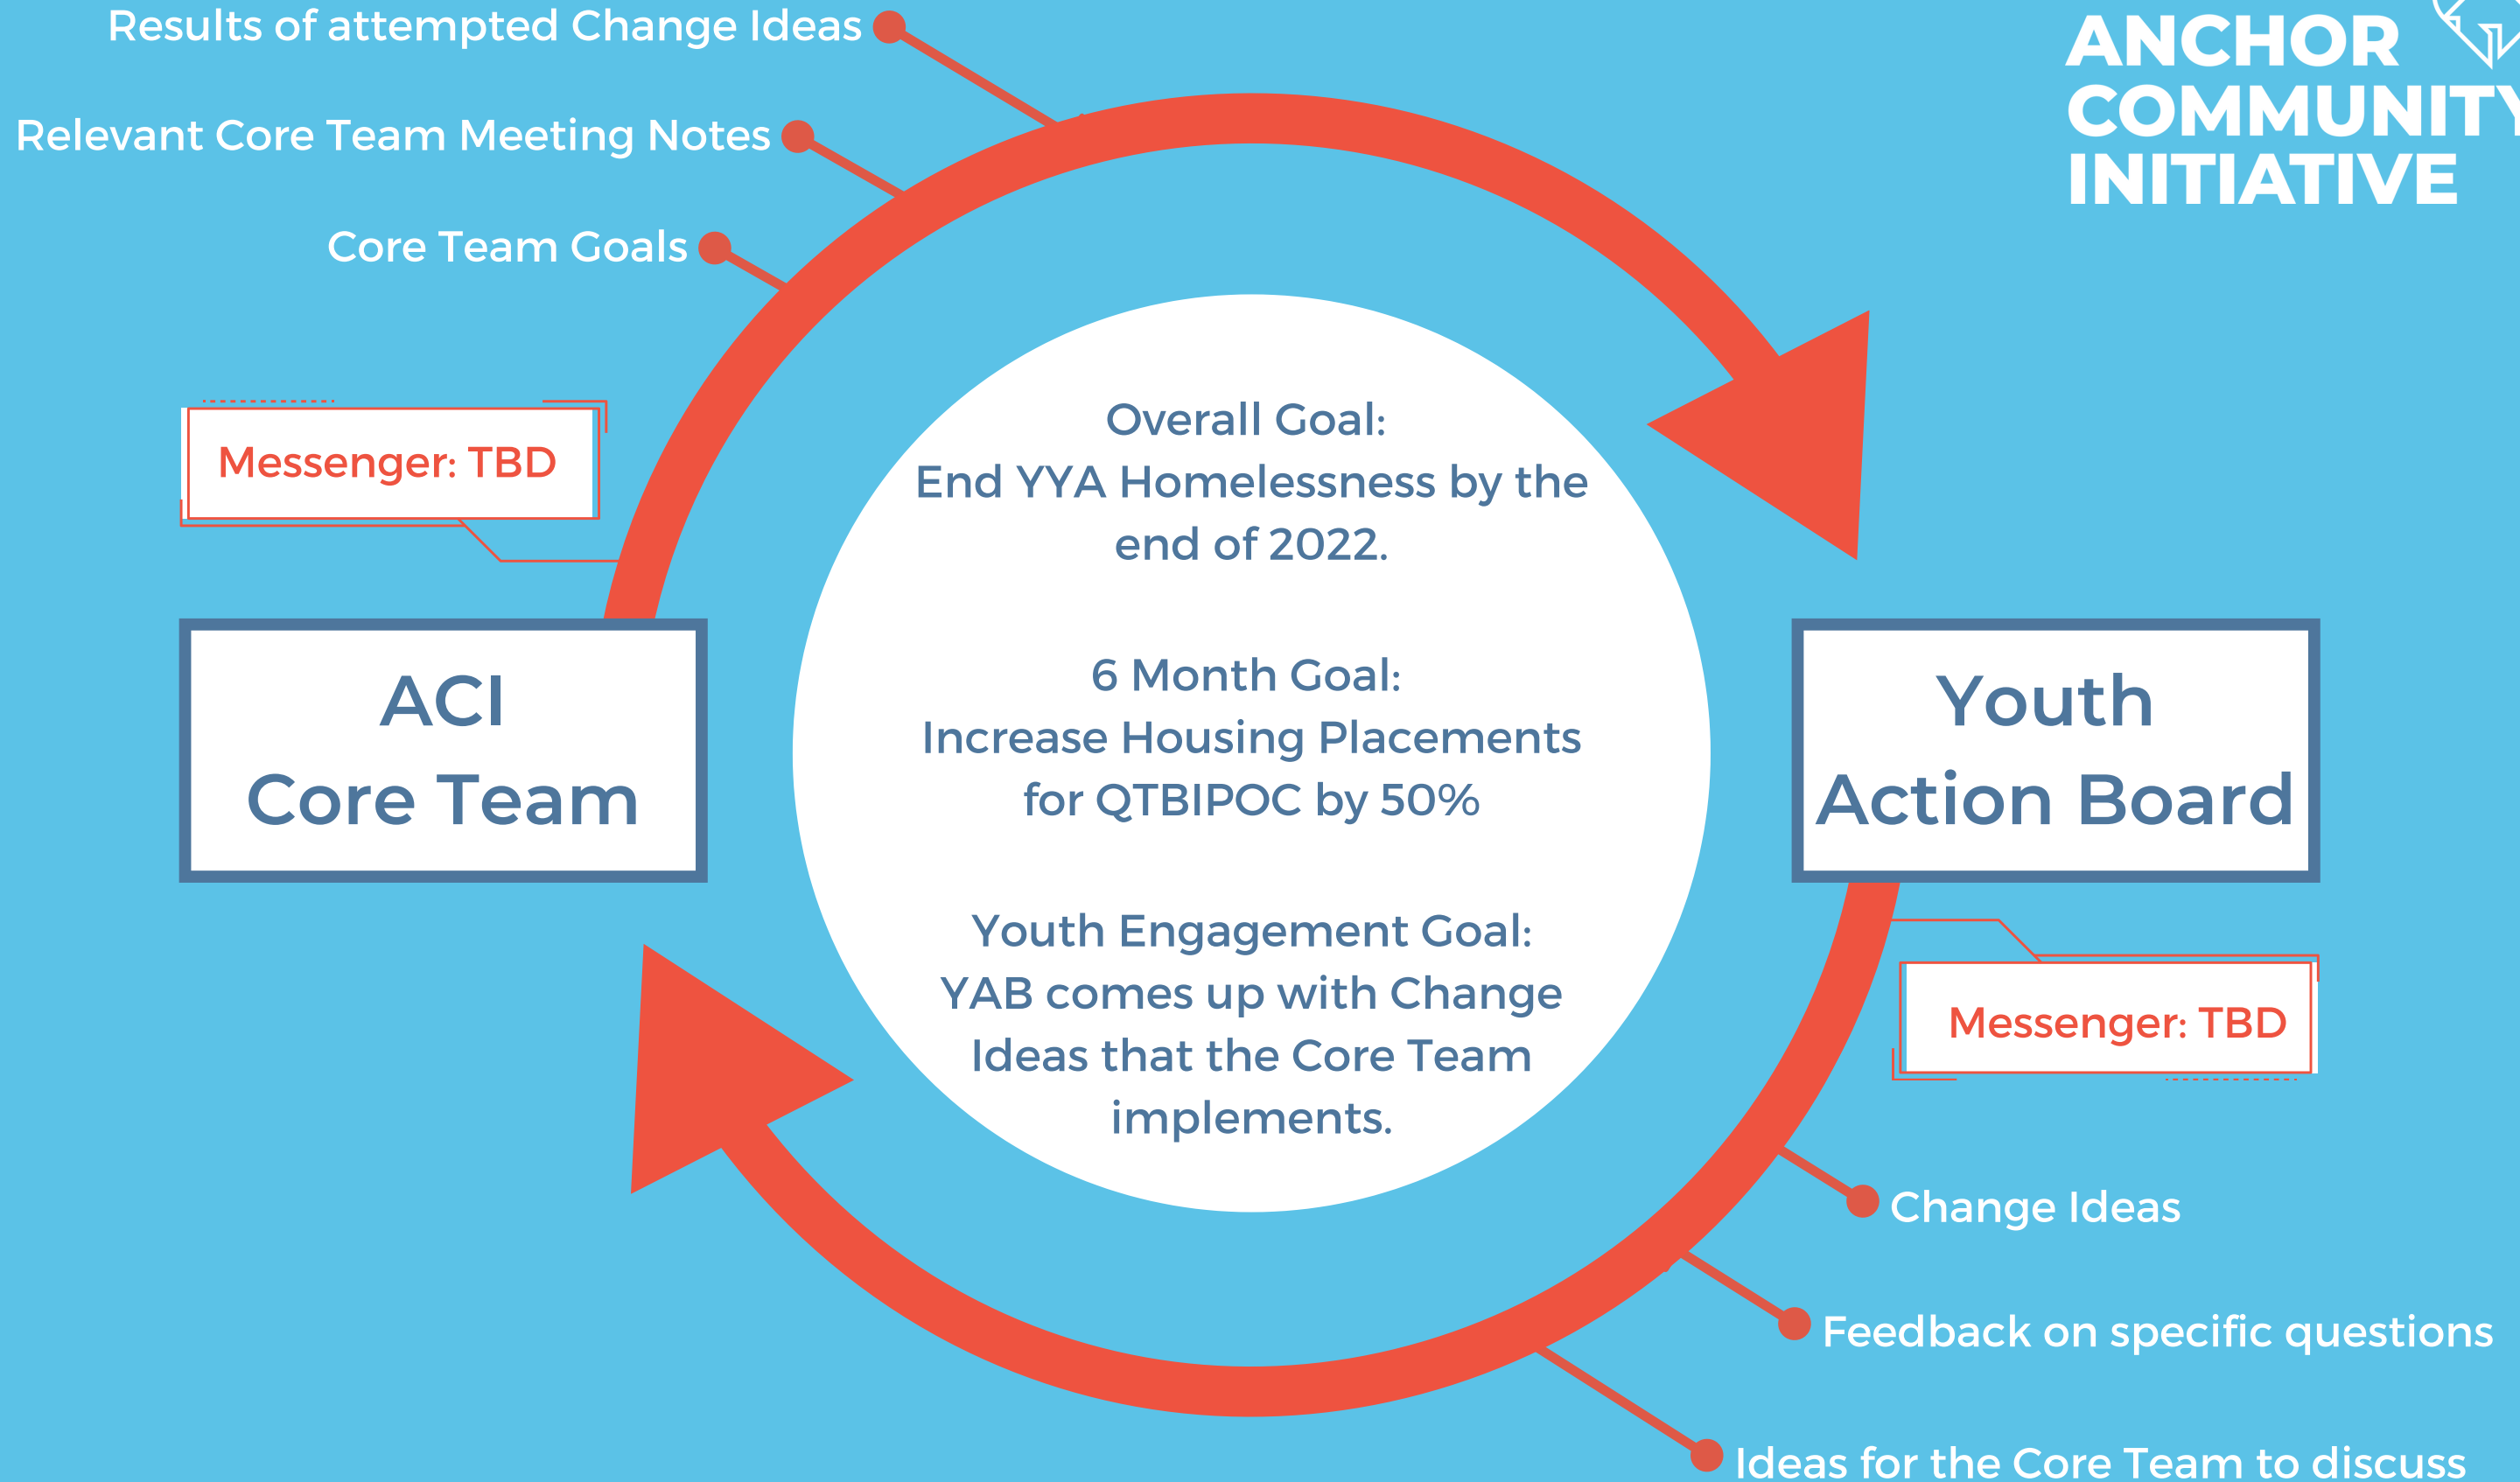 Results of attempted Change Ideas
Relevant Core Team Meeting Notes
Core Team Goals
ANCHOR
COMMUNITY
INITIATIVE
Messenger: TBD
ACI
Core Team
Overall Goal:
End YYA Homelessness by the
end of 2022.
6 Month Goal:
Increase Housing Placements
for QTBIPOC by 50%
Youth Engagement Goal:
YAB comes up with Change
Ideas that the Core Team
implements.
Youth
Action Board
Messenger: TBD
Change Ideas
Feedback on specific questions
Ideas for the Core Team to discuss